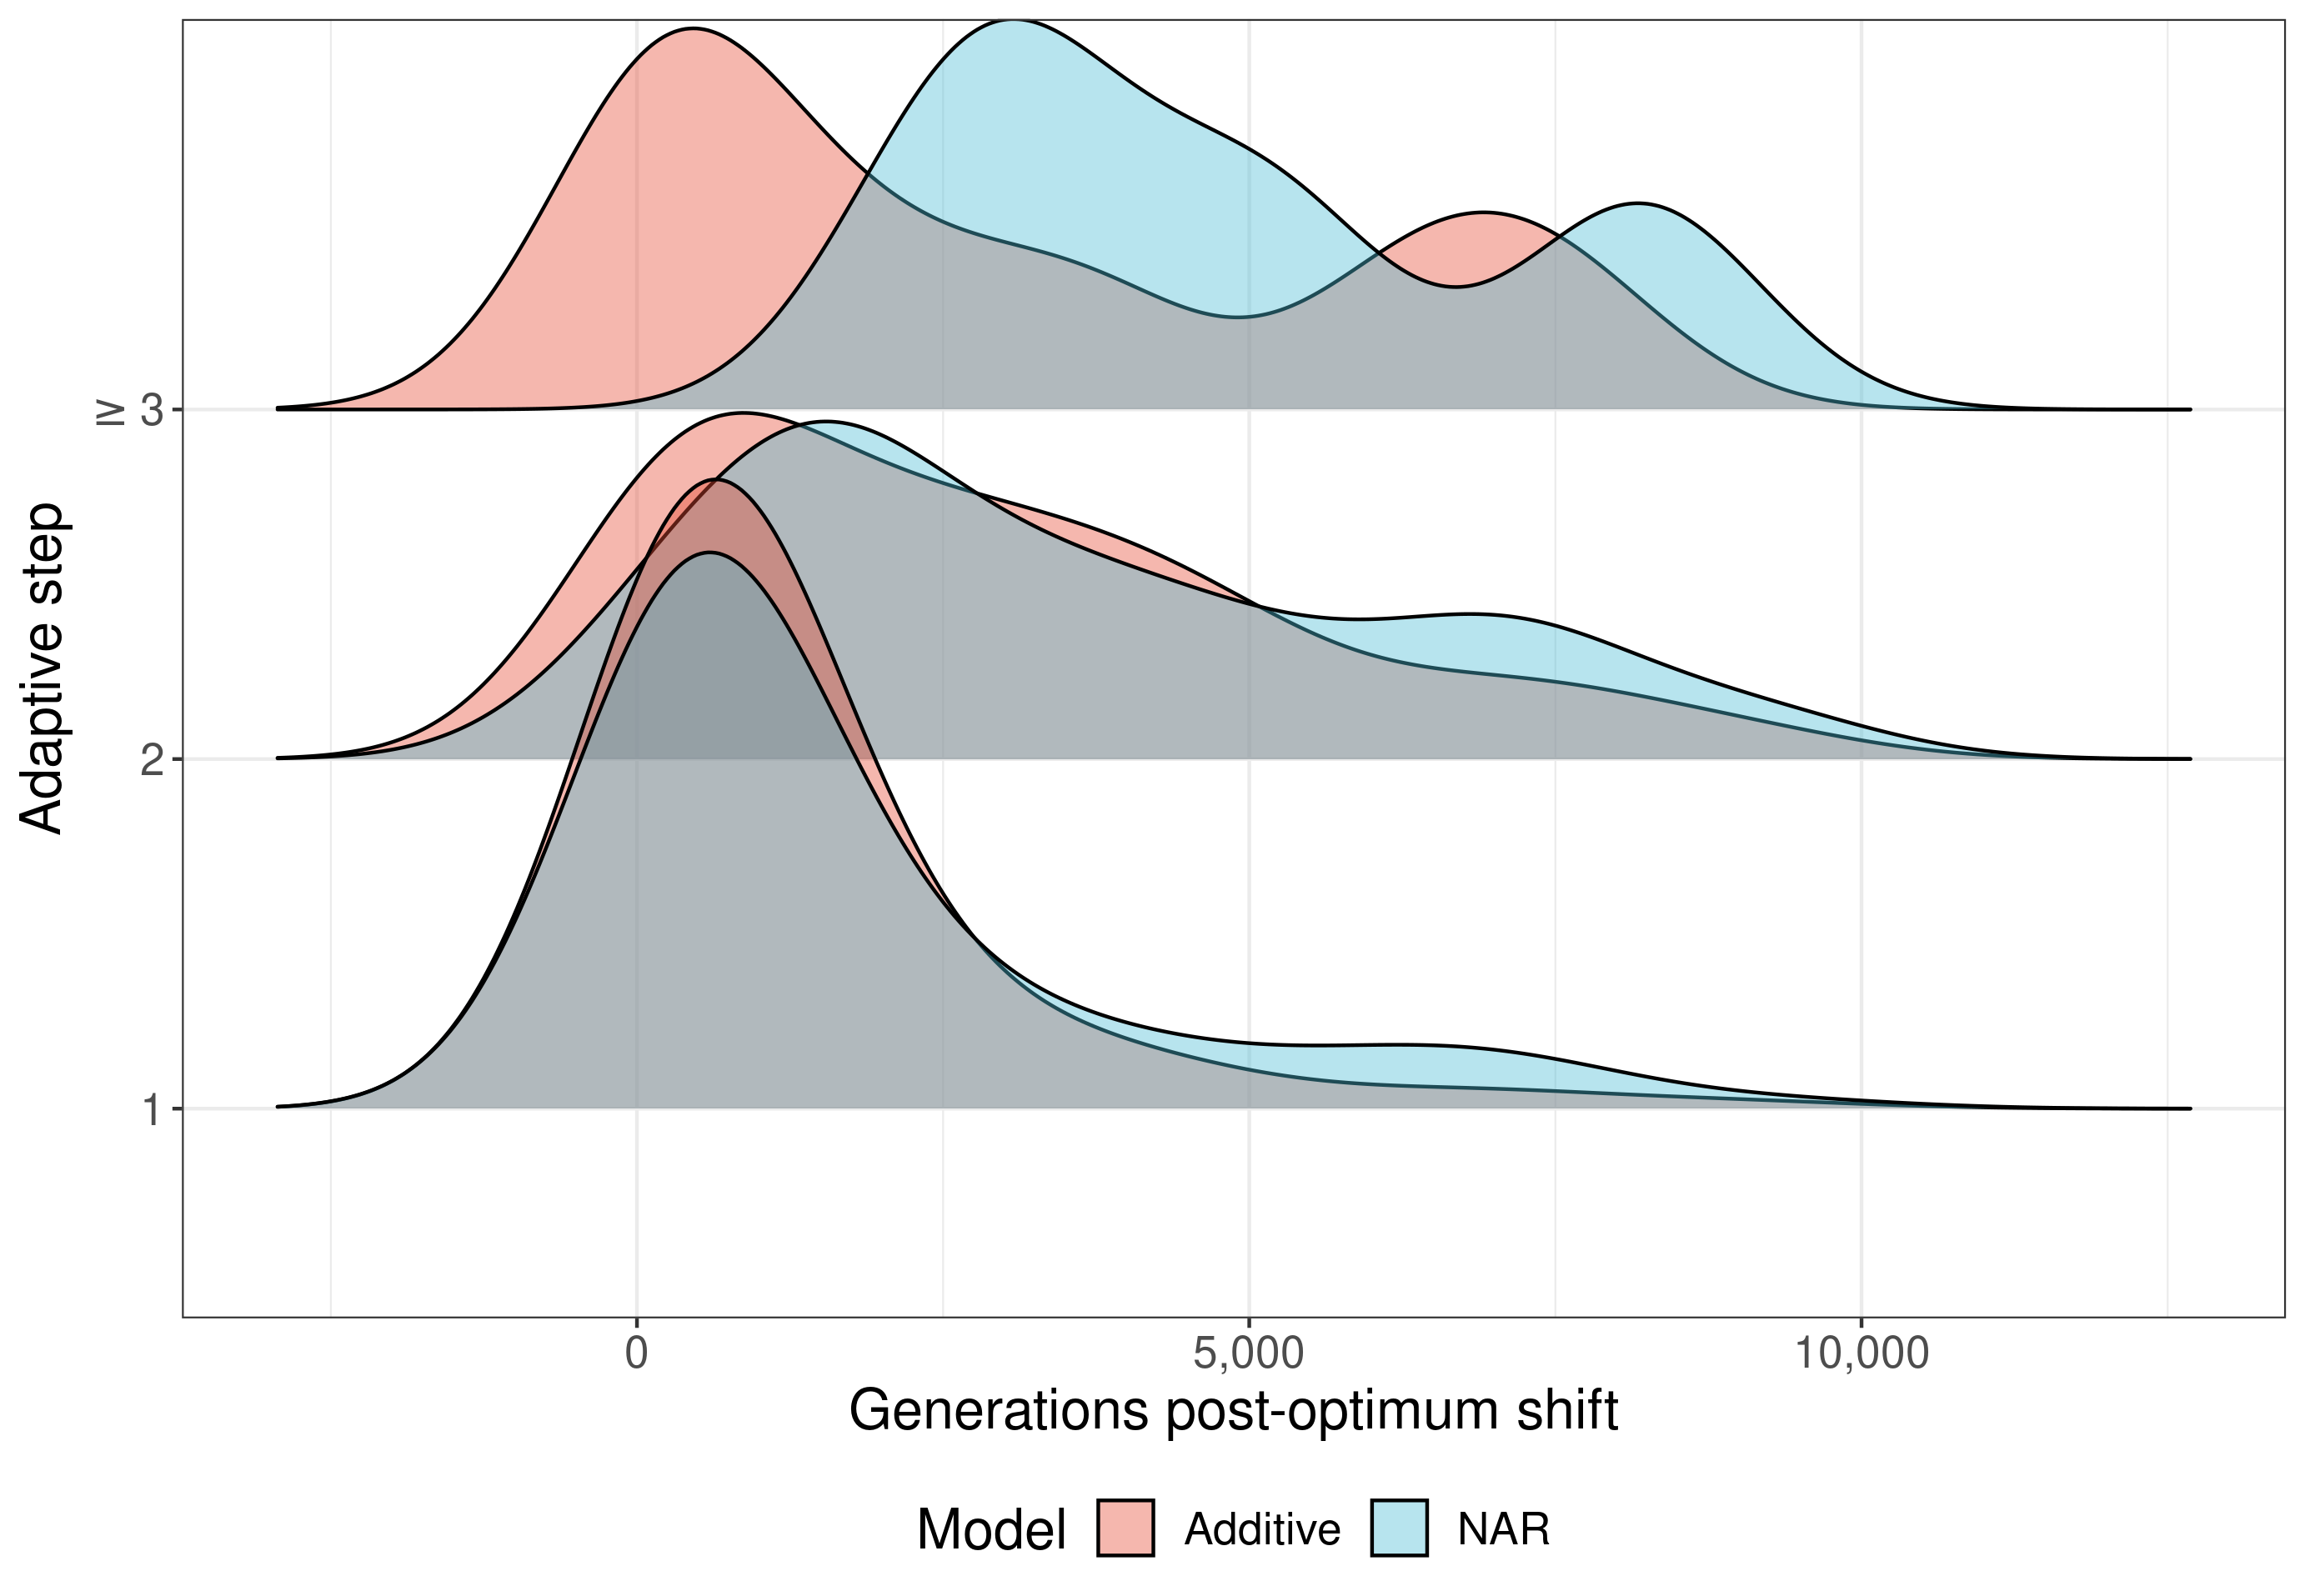 Adaptive step
≥ 3
2
1
0 5,000 10,000
Generations post-optimum shift
Model Additive NAR